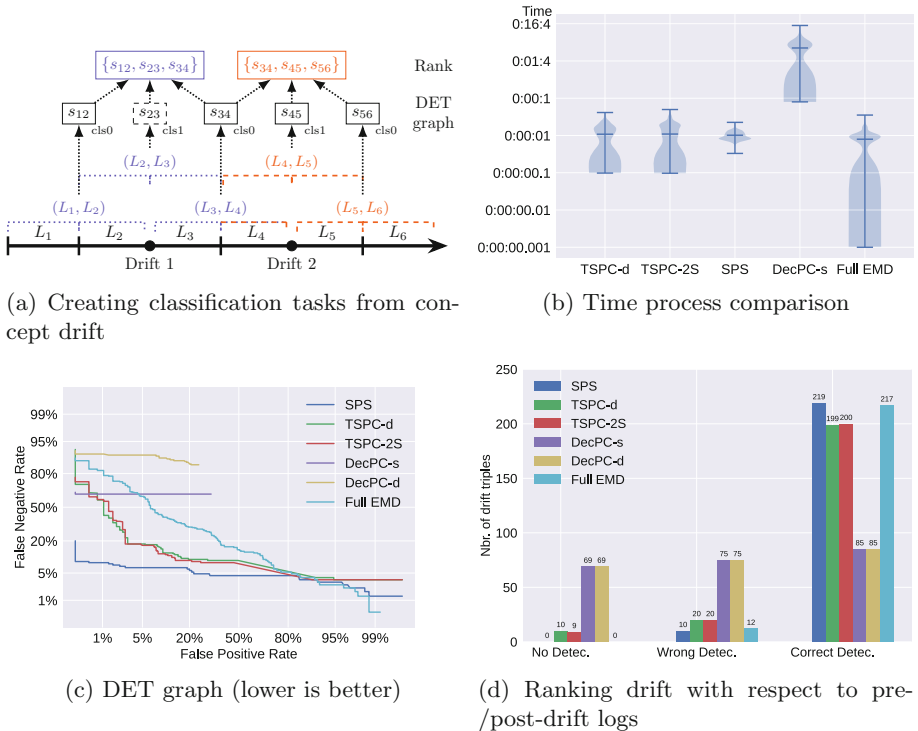 {s12, s23, s34}
{s34, s45, s56}
Rank
s12
s23
s34
s45
s56
DET
graph
cls0
cls1
cls0
cls1
cls0
(L2, L3)
(L4, L5)
(L1, L2)
(L3, L4)
(L5, L6)
L1
L2
L3
L4
L5
L6
Drift 1
Drift 2
(a) Creating classification tasks from con-
cept drift
Time
0:16:4
0:01:4
0:00:1
0:00:01
0:00:00.1
0:00:00.01
0:00:00.001
TSPC-d
TSPC-2S
SPS
DecPC-s
Full EMD
(b) Time process comparison
False Negative Rate
99%
95%
80%
50%
20%
5%
1%
SPS
TSPC-d
TSPC-2S
DecPC-s
DecPC-d
Full EMD
1%
5%
20%
50%
80%
95%
99%
False Positive Rate
(c) DET graph (lower is better)
Nbr. of drift triples
250
200
150
100
50
0
SPS
TSPC-d
TSPC-2S
DecPC-s
DecPC-d
Full EMD
0
10
9
69
69
0
10
20
20
75
75
12
219
199
200
85
85
217
No Detec.
Wrong Detec.
Correct Detec.
(d) Ranking drift with respect to pre-
/post-drift logs